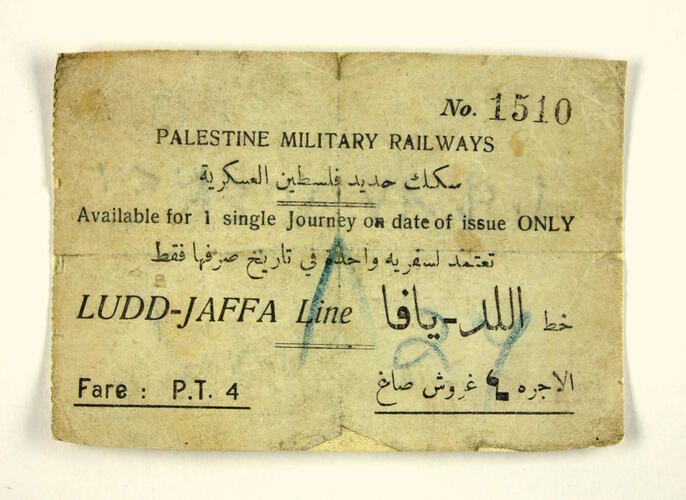 No. 1510
PALESTINE MILITARY RAILWAYS
سكك حديد فلسطين العسكرية
Available for 1 single Journey on date of issue ONLY
تعتمد لسفريه واحدة في تاريخ صرفها فقط
LUDD-JAFFA Line خط اللد-يافا
Fare : P.T. 4 الاجره ٤ غروش صاغ